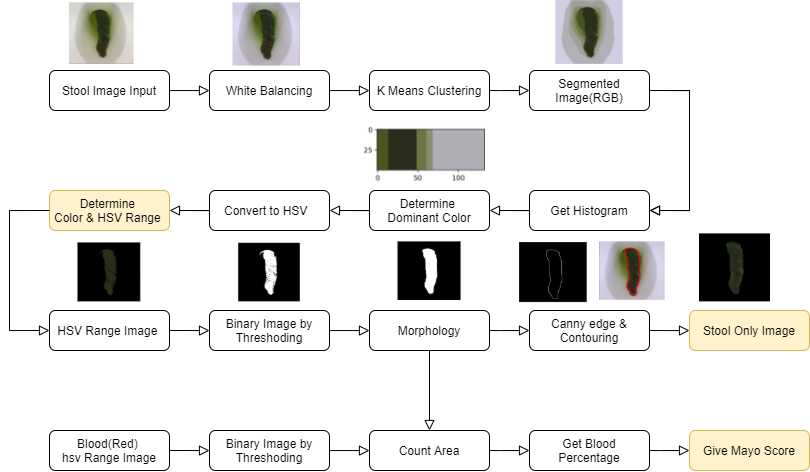 Stool Image Input
White Balancing
K Means Clustering
Segmented
Image(RGB)
0
25
0
50
100
Determine
Color & HSV Range
Convert to HSV
Determine
Dominant Color
Get Histogram
HSV Range Image
Binary Image by
Threshoding
Morphology
Canny edge &
Contouring
Stool Only Image
Blood(Red)
hsv Range Image
Binary Image by
Threshoding
Count Area
Get Blood
Percentage
Give Mayo Score